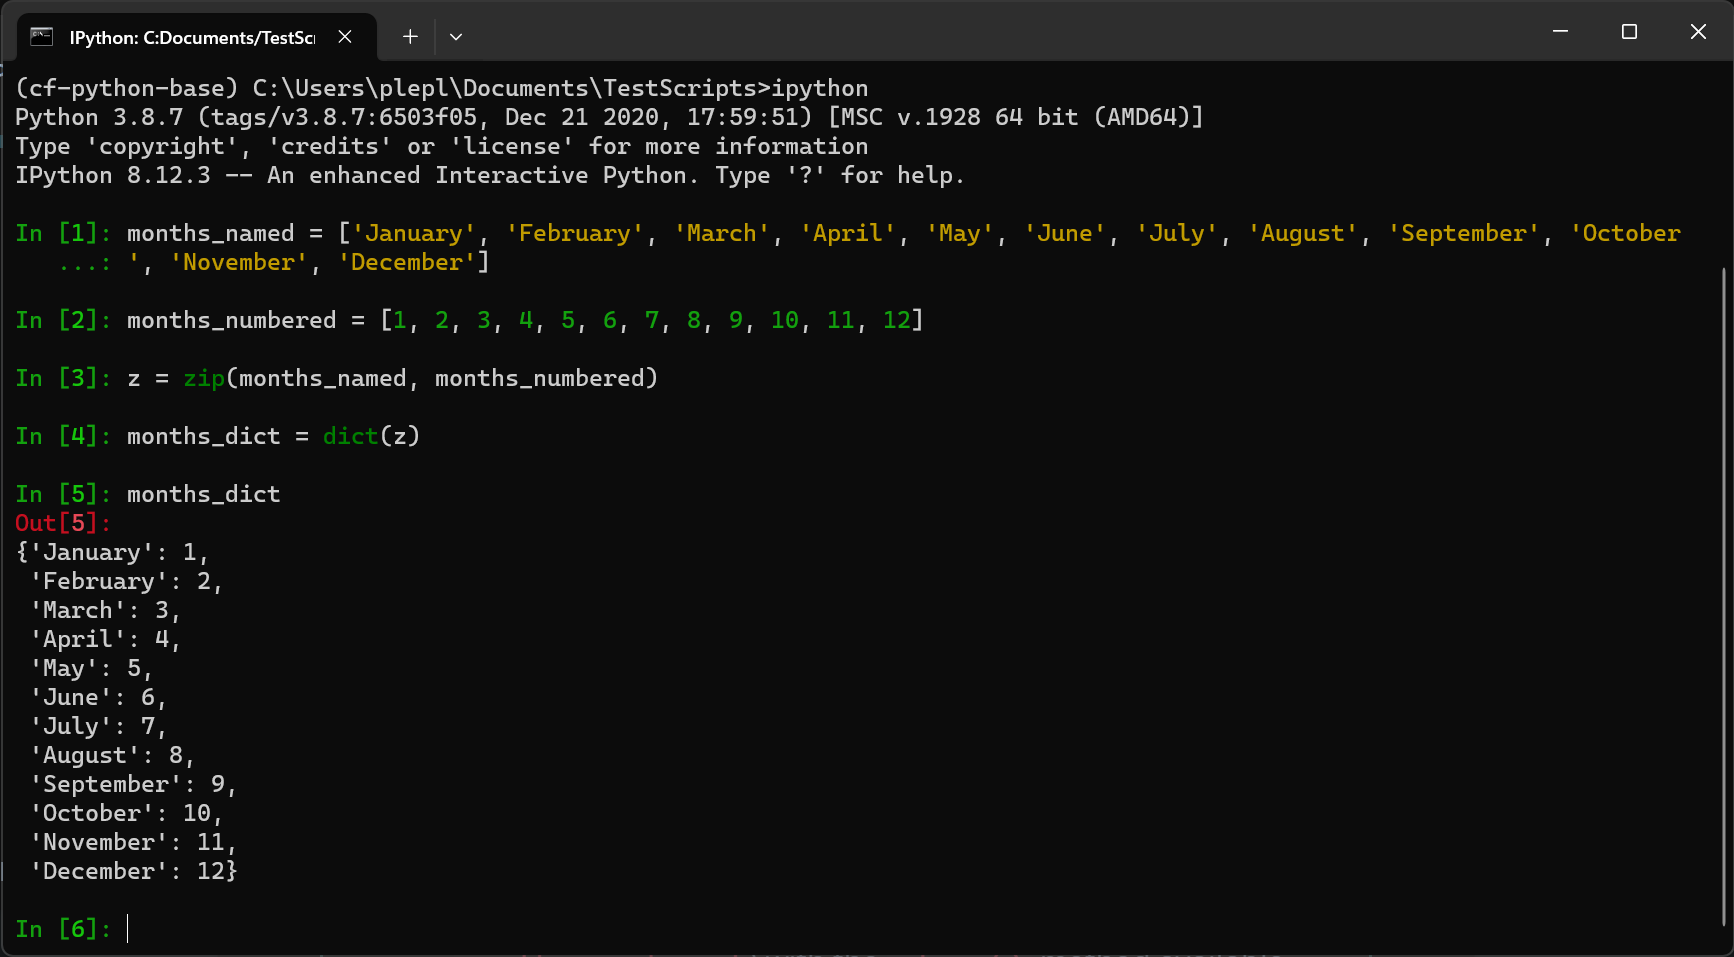 IPython: C:Documents/TestScr
(cf-python-base) C:\Users\plepl\Documents\TestScripts>ipython
Python 3.8.7 (tags/v3.8.7:6503f05, Dec 21 2020, 17:59:51) [MSC v.1928 64 bit (AMD64)]
Type 'copyright', 'credits' or 'license' for more information
IPython 8.12.3 -- An enhanced Interactive Python. Type '?' for help.
In [1]: months_named = ['January', 'February', 'March', 'April', 'May', 'June', 'July', 'August', 'September', 'October
   ...: ', 'November', 'December']
In [2]: months_numbered = [1, 2, 3, 4, 5, 6, 7, 8, 9, 10, 11, 12]
In [3]: z = zip(months_named, months_numbered)
In [4]: months_dict = dict(z)
In [5]: months_dict
Out[5]:
{'January': 1,
 'February': 2,
 'March': 3,
 'April': 4,
 'May': 5,
 'June': 6,
 'July': 7,
 'August': 8,
 'September': 9,
 'October': 10,
 'November': 11,
 'December': 12}
In [6]: